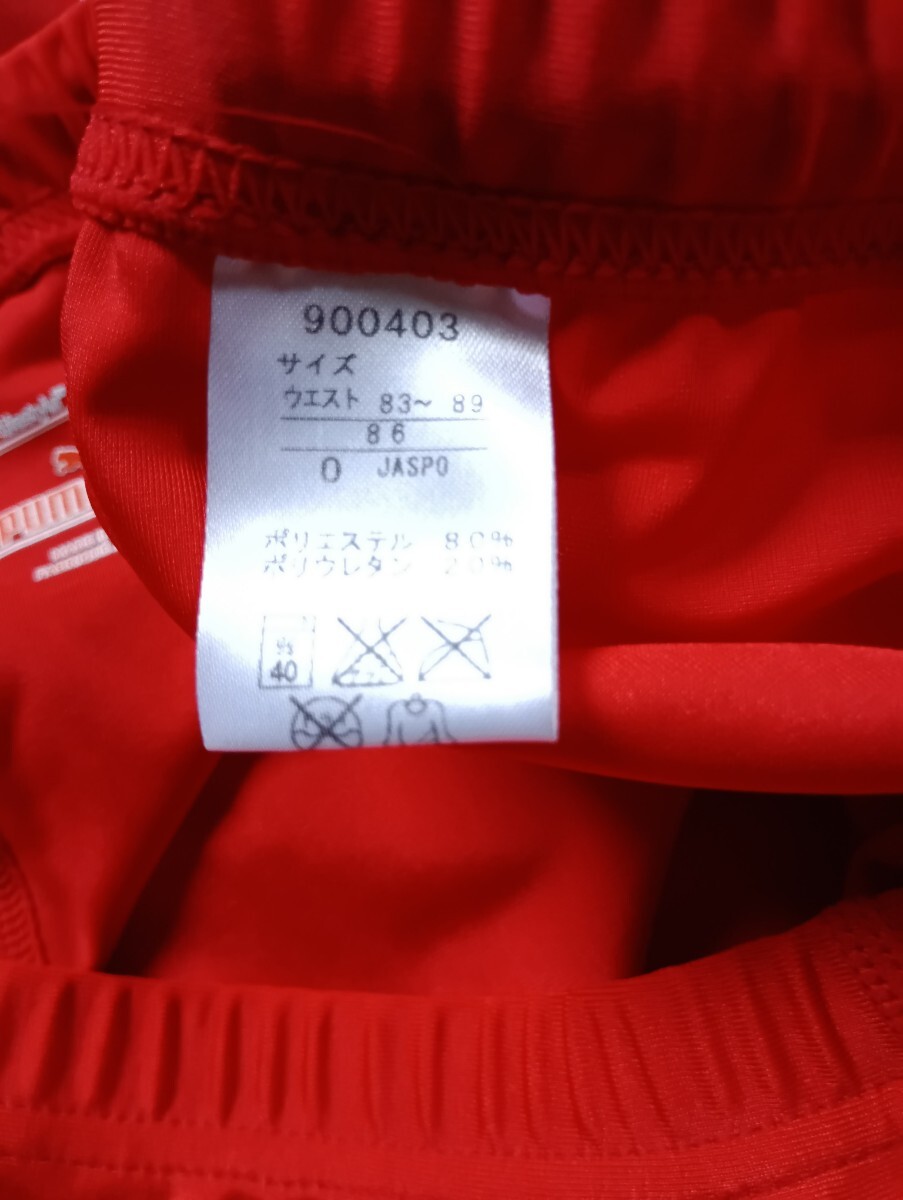 900403
サイズ
ウエスト 83～ 89
86
O JASPO
ポリエステル 80%
ポリウレタン 20%
40